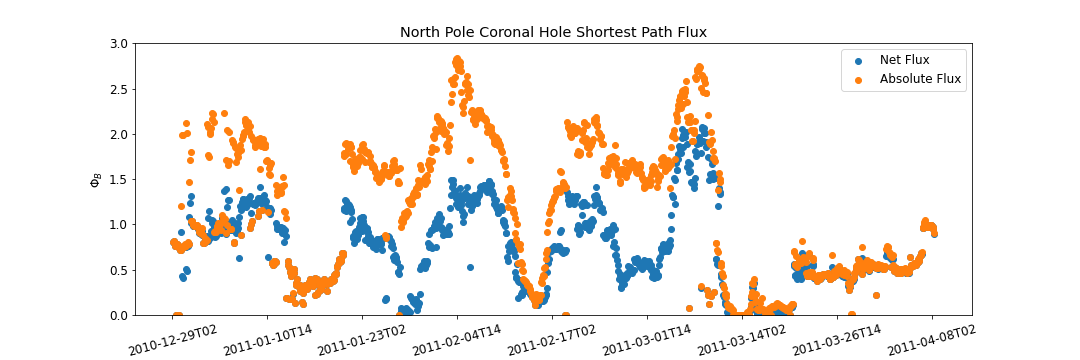 North Pole Coronal Hole Shortest Path Flux
3.0
2.5
2.0
1.5
1.0
0.5
0.0
Φ_B
Net Flux
Absolute Flux
2010-12-29T02
2011-01-10T14
2011-01-23T02
2011-02-04T14
2011-02-17T02
2011-03-01T14
2011-03-14T02
2011-03-26T14
2011-04-08T02